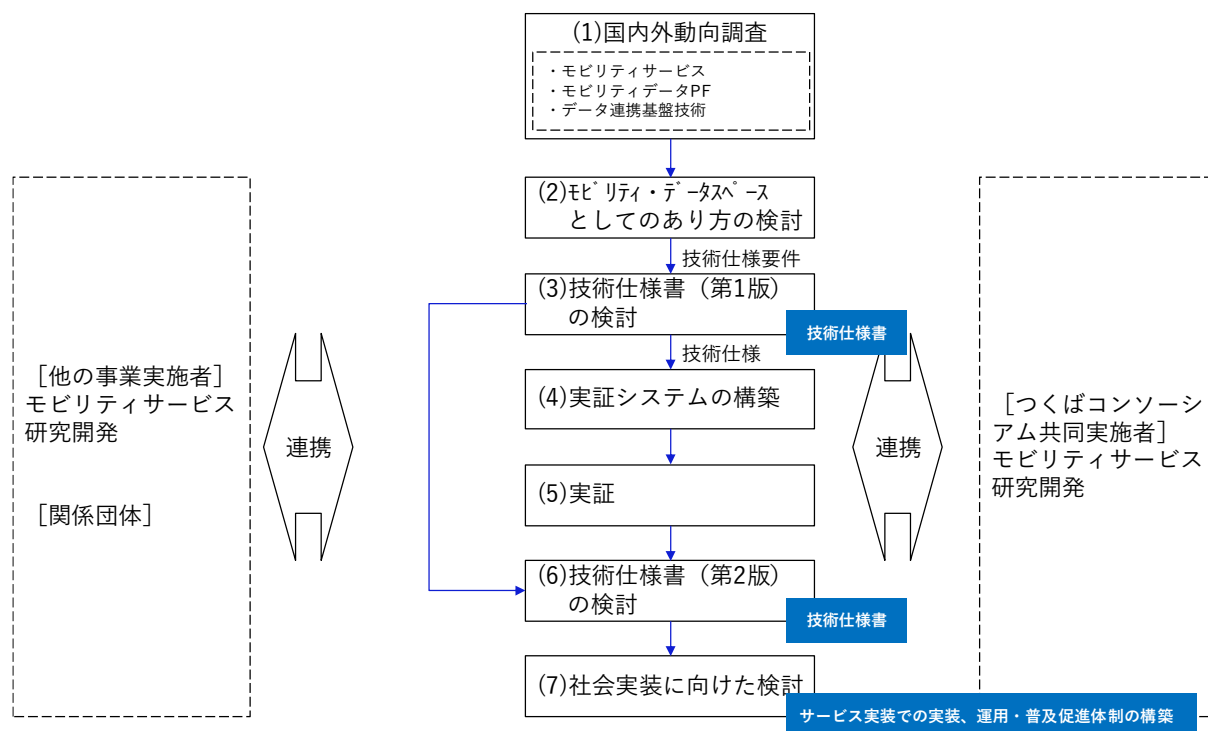 (1)国内外動向調査
・モビリティサービス
・モビリティデータPF
・データ連携基盤技術
(2)ﾓﾋﾞﾘﾃｨ・ﾃﾞｰﾀｽﾍﾟｰｽ
としてのあり方の検討
技術仕様要件
(3)技術仕様書（第1版）
の検討
技術仕様書
技術仕様
(4)実証システムの構築
(5)実証
(6)技術仕様書（第2版）
の検討
技術仕様書
(7)社会実装に向けた検討
サービス実装での実装、運用・普及促進体制の構築
［他の事業実施者］
モビリティサービス
研究開発
［関係団体］
連携
連携
［つくばコンソーシ
アム共同実施者］
モビリティサービス
研究開発